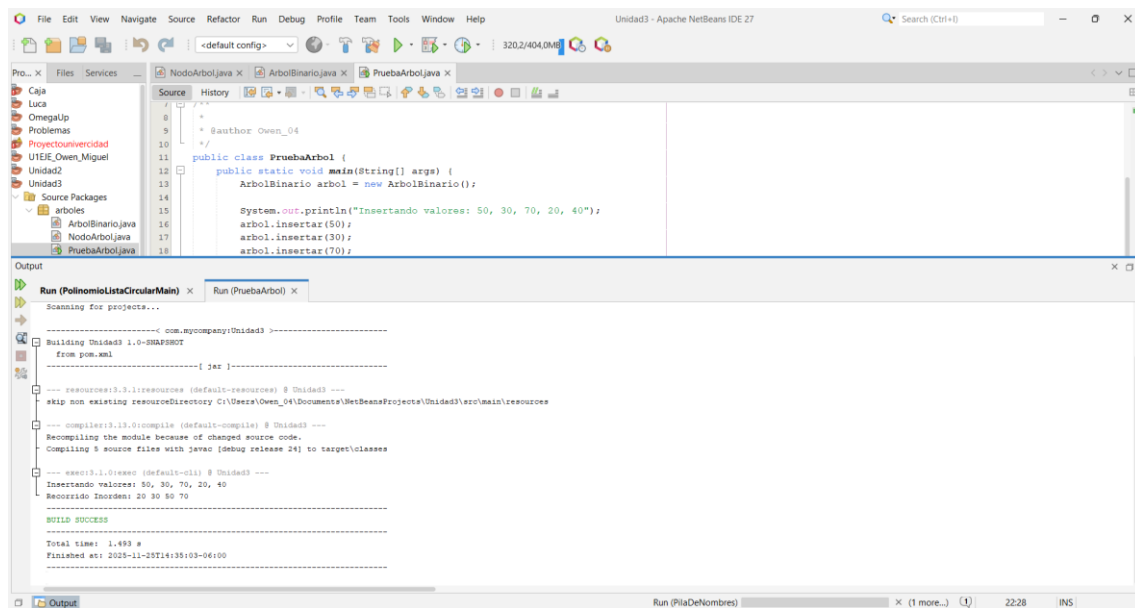 File Edit View Navigate Source Refactor Run Debug Profile Team Tools Window Help Unidad3 - Apache NetBeans IDE 27 Search (Ctrl+I)
<default config> 320,2/404,0MB
Pro... Files Services NodoArbol.java ArbolBinario.java PruebaArbol.java
Caja
Luca
OmegaUp
Problemas
Proyectounivercidad
U1EJE_Owen_Miguel
Unidad2
Unidad3
Source Packages
arboles
ArbolBinario.java
NodoArbol.java
PruebaArbol.java
Source History
7 /**
8 *
9 * @author Owen_04
10 */
11 public class PruebaArbol {
12 public static void main(String[] args) {
13 ArbolBinario arbol = new ArbolBinario();
14
15 System.out.println("Insertando valores: 50, 30, 70, 20, 40");
16 arbol.insertar(50);
17 arbol.insertar(30);
18 arbol.insertar(70);
Output
Run (PolinomioListaCircularMain) Run (PruebaArbol)
Scanning for projects...
-----------------------< com.mycompany:Unidad3 >------------------------
Building Unidad3 1.0-SNAPSHOT
from pom.xml
--------------------------------[ jar ]---------------------------------
--- resources:3.3.1:resources (default-resources) @ Unidad3 ---
skip non existing resourceDirectory C:\Users\Owen_04\Documents\NetBeansProjects\Unidad3\src\main\resources
--- compiler:3.13.0:compile (default-compile) @ Unidad3 ---
Recompiling the module because of changed source code.
Compiling 5 source files with javac [debug release 24] to target\classes
--- exec:3.1.0:exec (default-cli) @ Unidad3 ---
Insertando valores: 50, 30, 70, 20, 40
Recorrido Inorden: 20 30 50 70
------------------------------------------------------------------------
BUILD SUCCESS
------------------------------------------------------------------------
Total time: 1.493 s
Finished at: 2025-11-25T14:35:03-06:00
------------------------------------------------------------------------
Output Run (PilaDeNombres) (1 more...) 22:28 INS